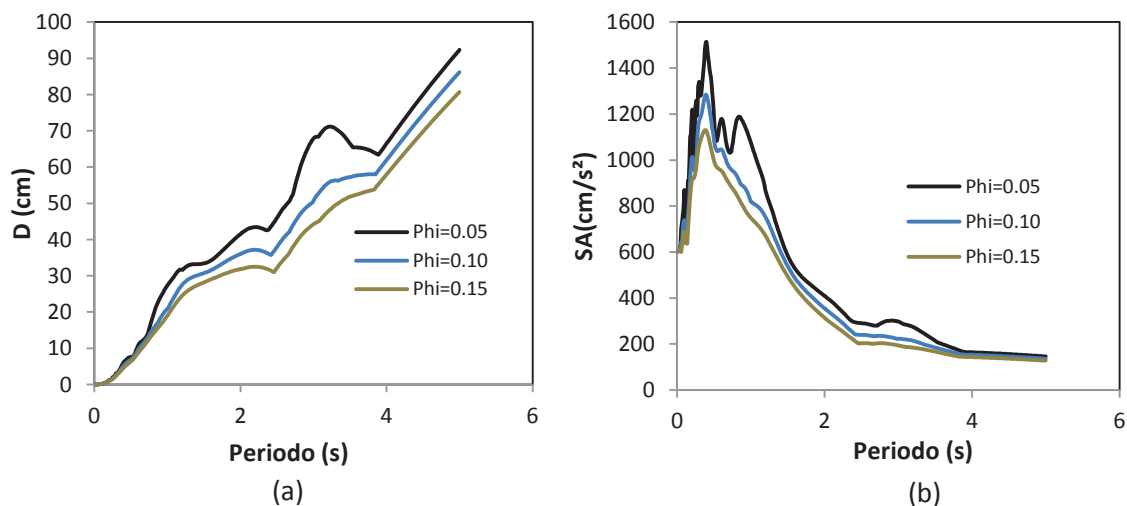 100
90
80
70
60
50
40
30
20
10
0
D (cm)
Phi=0.05
Phi=0.10
Phi=0.15
0 2 4 6
Periodo (s)
(a)
1600
1400
1200
1000
800
600
400
200
0
SA(cm/s²)
Phi=0.05
Phi=0.10
Phi=0.15
0 2 4 6
Periodo (s)
(b)